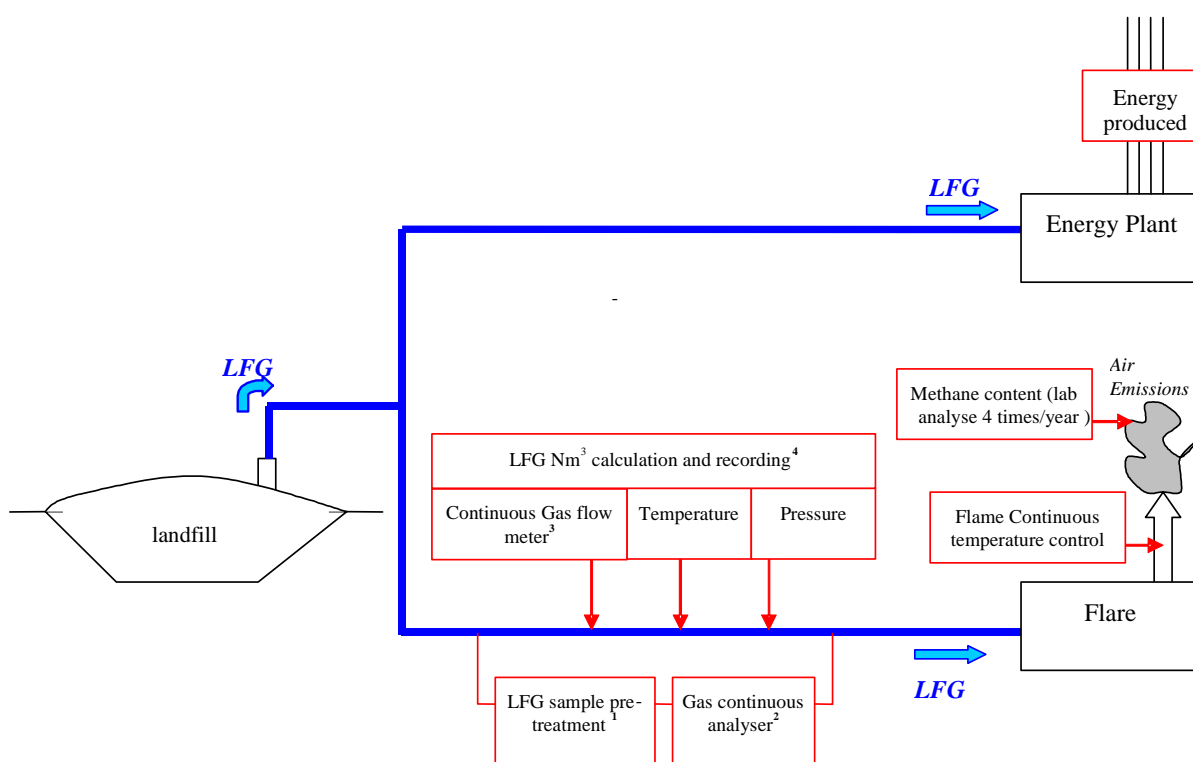 Energy
produced
LFG
Energy Plant
-
LFG
Air
Emissions
Methane content (lab
analyse 4 times/year )
LFG Nm³ calculation and recording⁴
Continuous Gas flow
meter³
Temperature
Pressure
Flame Continuous
temperature control
landfill
Flare
LFG
LFG sample pre-
treatment ¹
Gas continuous
analyser²